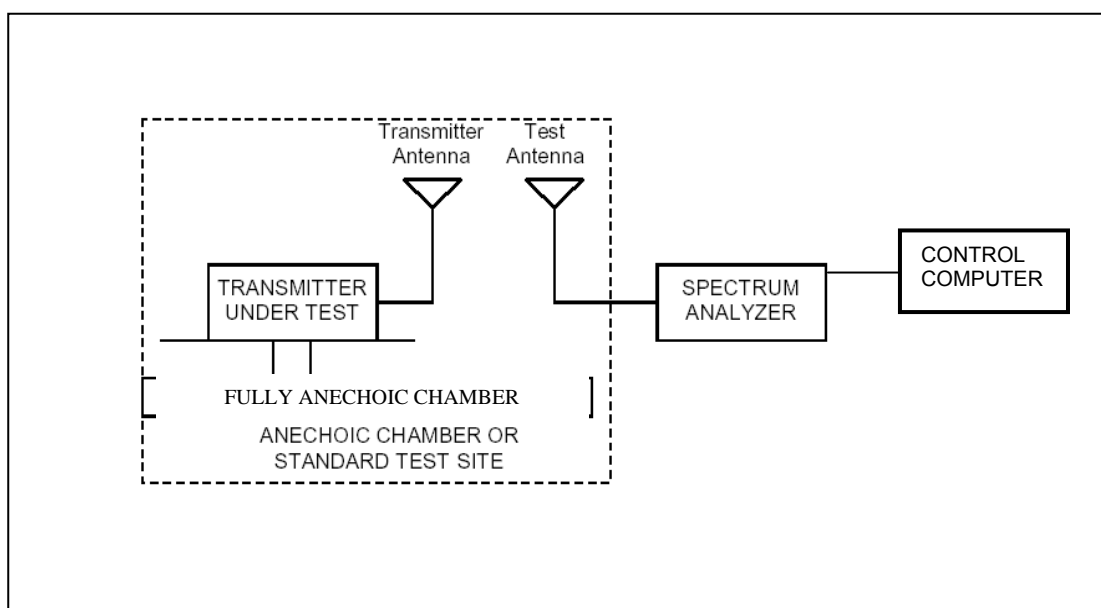 Transmitter
Antenna
Test
Antenna
CONTROL
COMPUTER
TRANSMITTER
UNDER TEST
SPECTRUM
ANALYZER
FULLY ANECHOIC CHAMBER
ANECHOIC CHAMBER OR
STANDARD TEST SITE